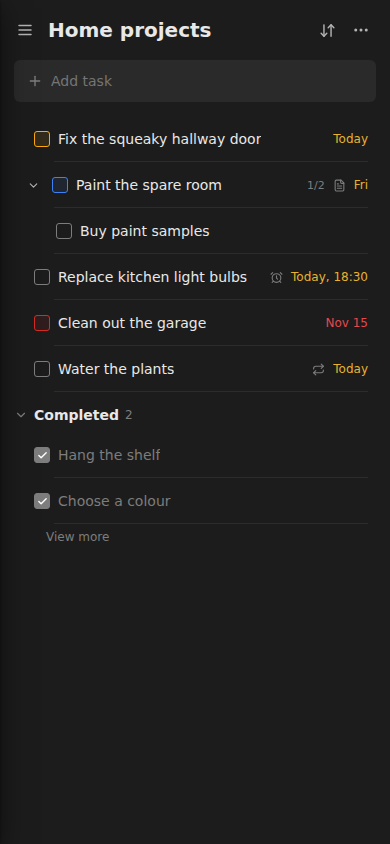 Home projects
Add task
Fix the squeaky hallway door Today
Paint the spare room 1/2 Fri
Buy paint samples
Replace kitchen light bulbs Today, 18:30
Clean out the garage Nov 15
Water the plants Today
Completed 2
Hang the shelf
Choose a colour
View more